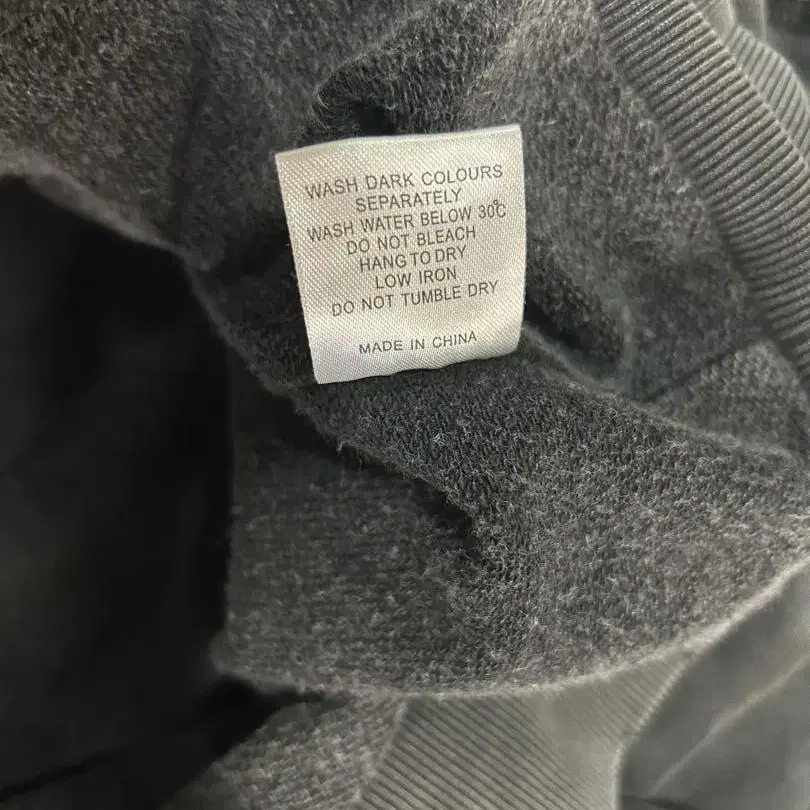 WASH DARK COLOURS
SEPARATELY
WASH WATER BELOW 30°C
DO NOT BLEACH
HANG TO DRY
LOW IRON
DO NOT TUMBLE DRY
MADE IN CHINA